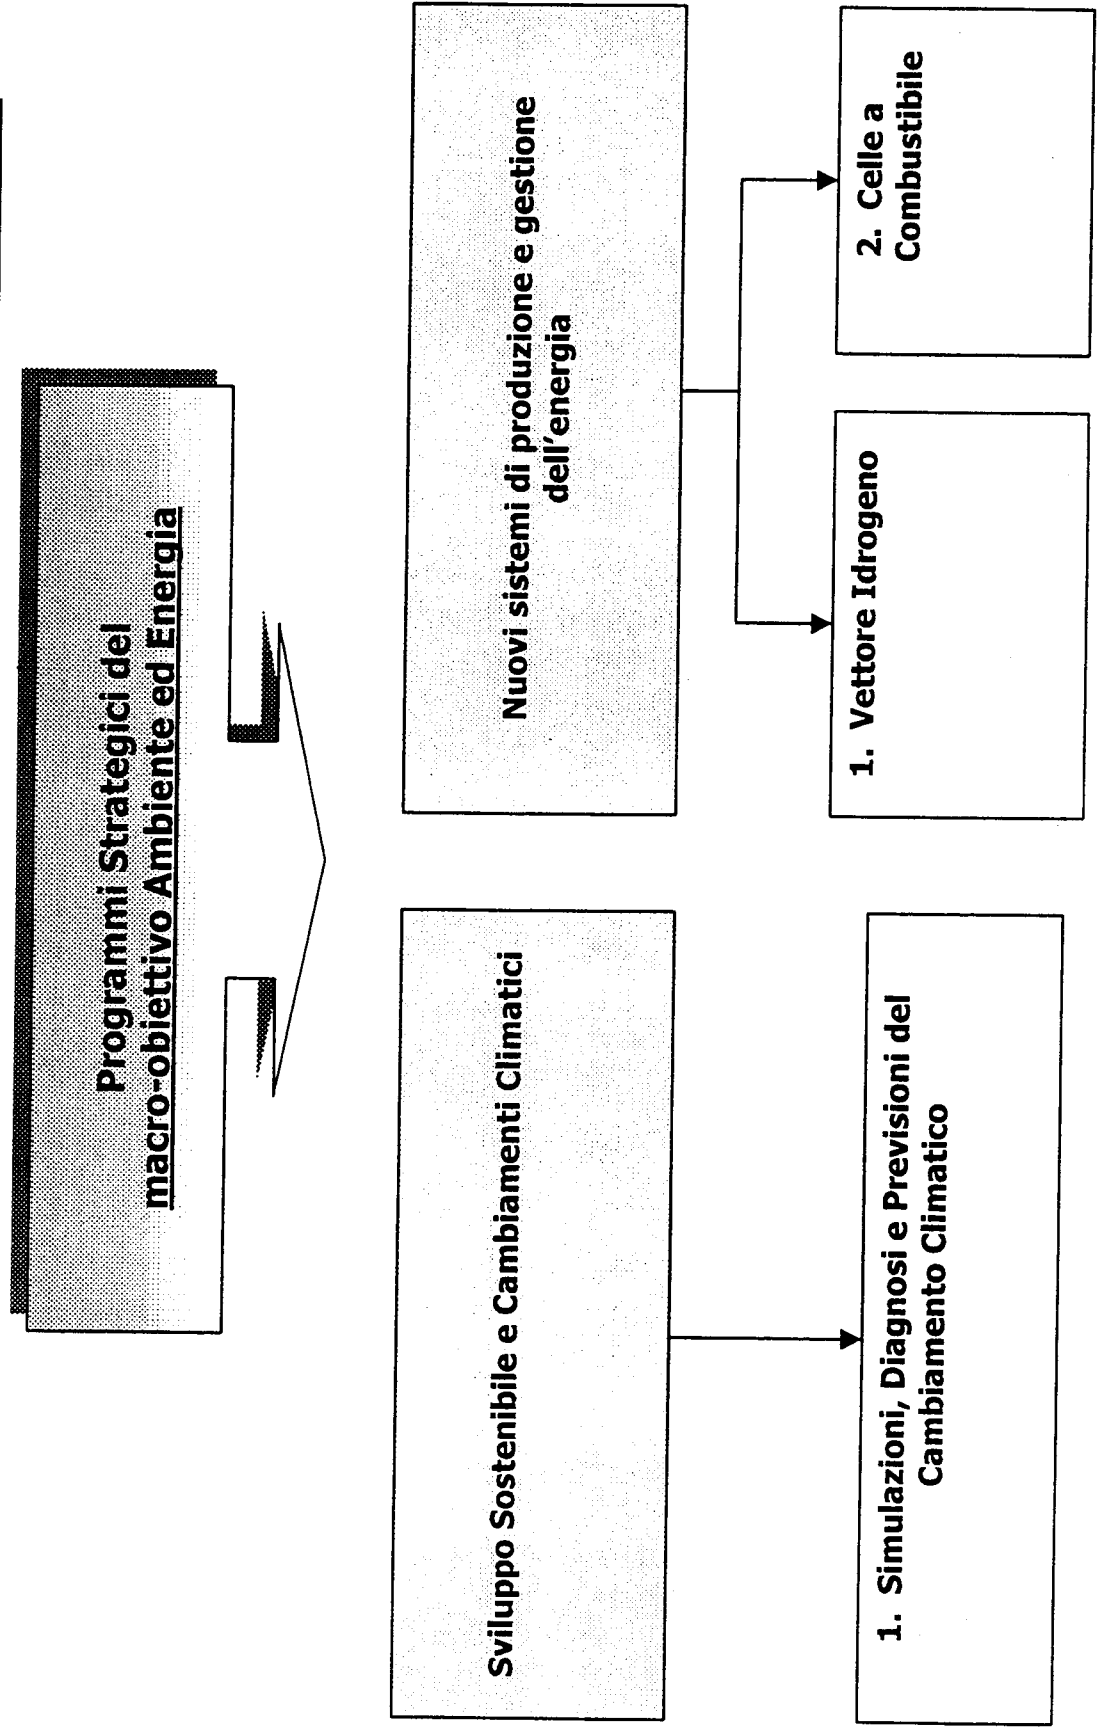 Programmi Strategici del
macro-obiettivo Ambiente ed Energia
Sviluppo Sostenibile e Cambiamenti Climatici
Nuovi sistemi di produzione e gestione
dell'energia
1. Simulazioni, Diagnosi e Previsioni del
Cambiamento Climatico
1. Vettore Idrogeno
2. Celle a
Combustibile